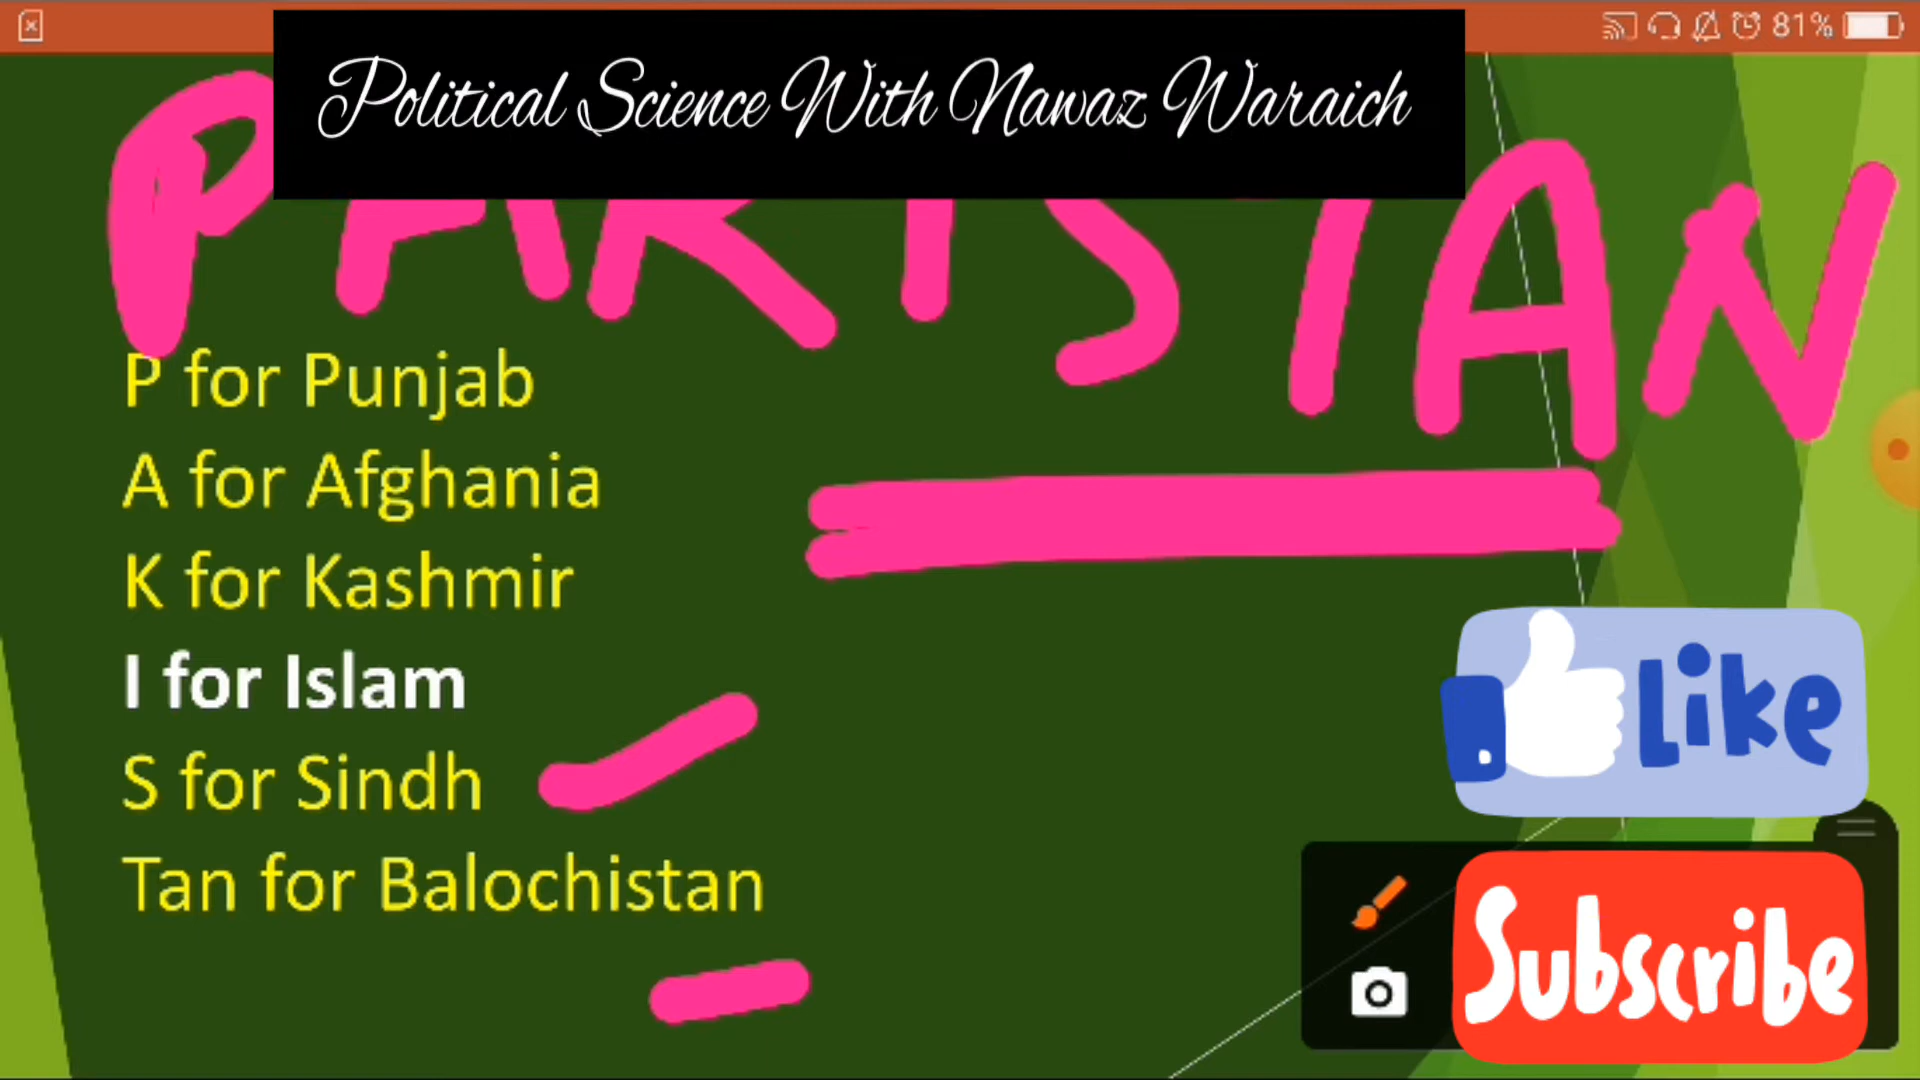 81%
Political Science With Nawaz Waraich
PAKISTAN
P for Punjab
A for Afghania
K for Kashmir
I for Islam
S for Sindh
Tan for Balochistan
Like
Subscribe